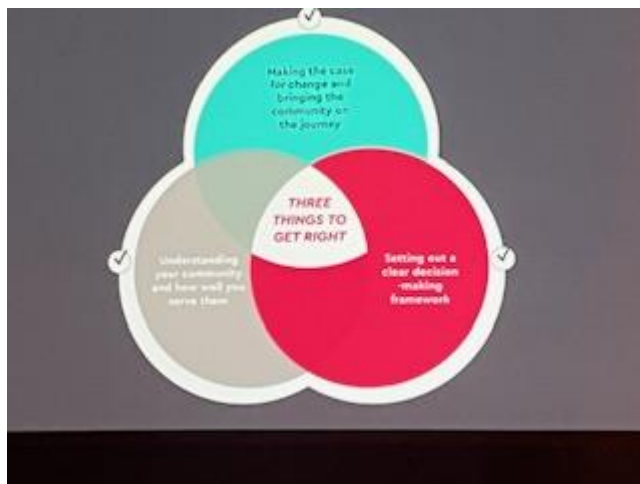 Making the case
for change and
bringing the
community on
the journey
THREE
THINGS TO
GET RIGHT
Understanding
your community
and how well you
serve them
Setting out a
clear decision
-making
framework